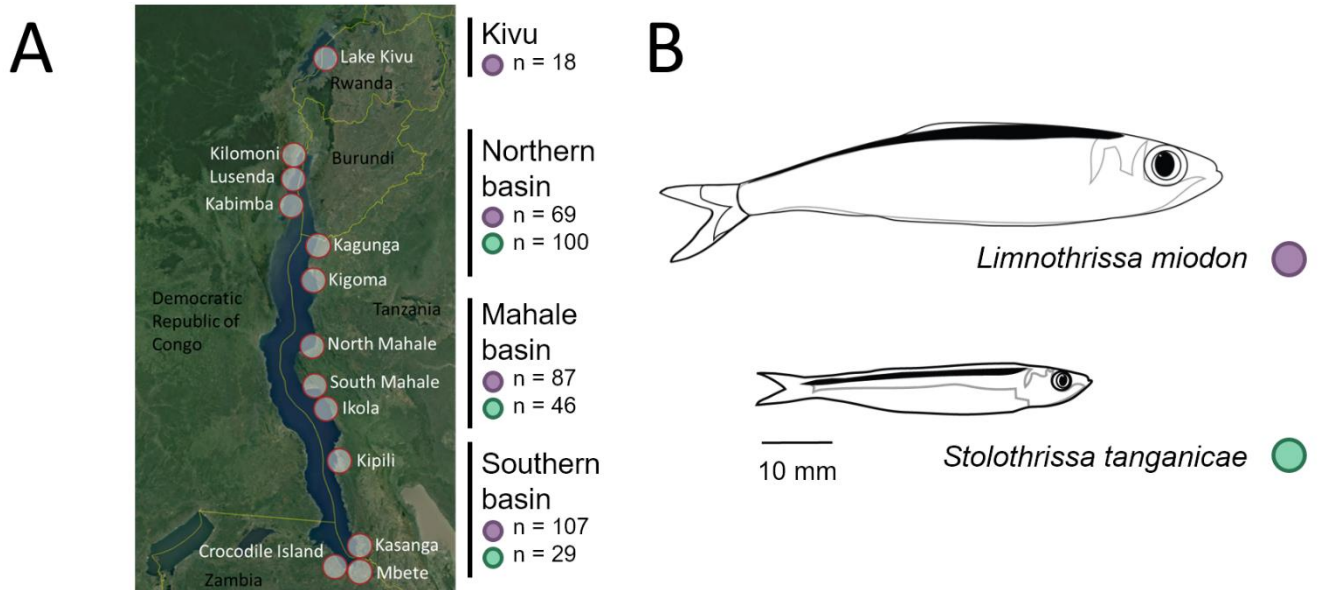 A
Lake Kivu
Rwanda
Kilomoni
Burundi
Lusenda
Kabimba
Kagunga
Kigoma
Democratic
Republic of
Congo
Tanzania
North Mahale
South Mahale
Ikola
Kipili
Crocodile Island
Kasanga
Mbete
Zambia
Kivu
n = 18
Northern
basin
n = 69
n = 100
Mahale
basin
n = 87
n = 46
Southern
basin
n = 107
n = 29
B
Limnothrissa miodon
10 mm
Stolothrissa tanganicae